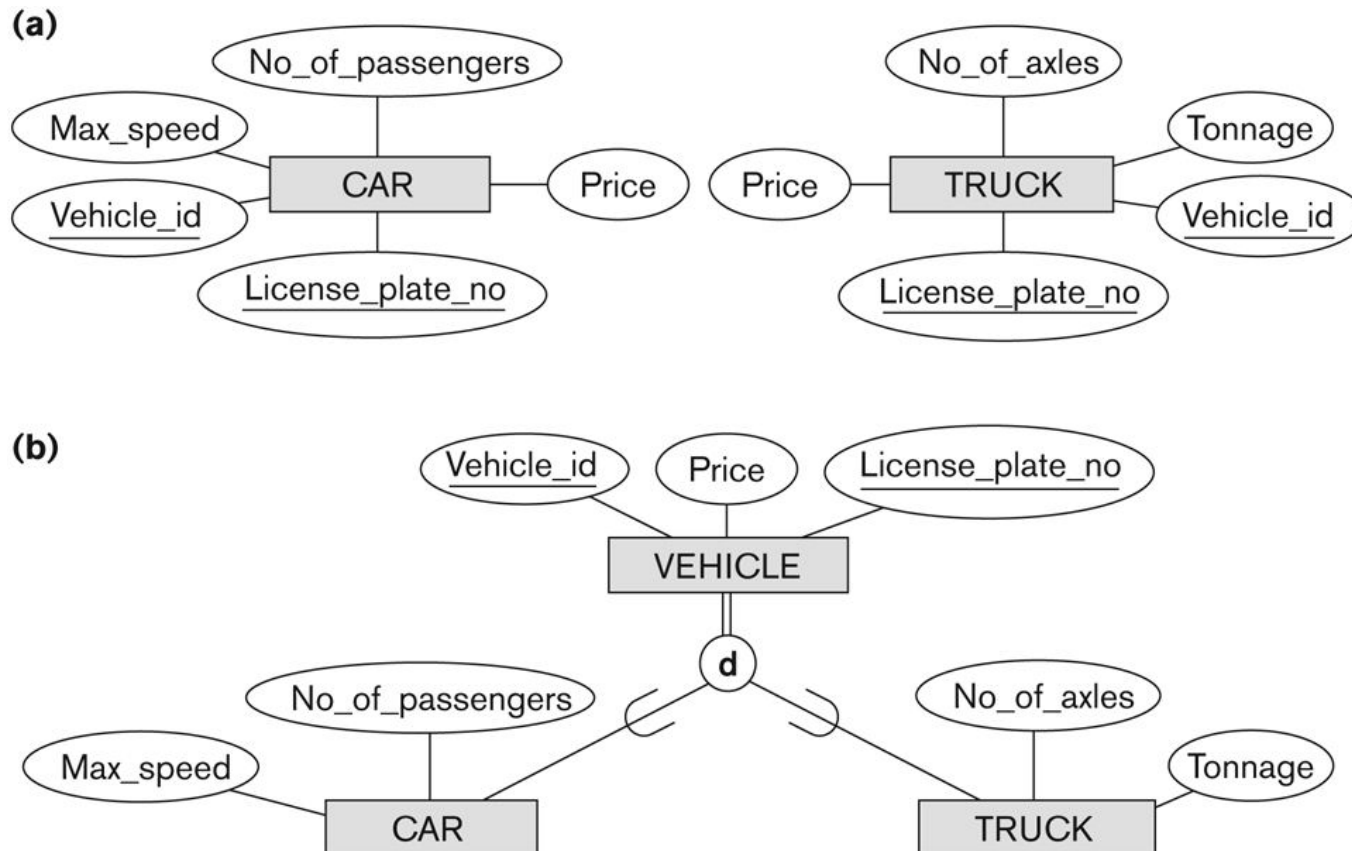 (a)
No_of_passengers
Max_speed
CAR
Price
Vehicle_id
License_plate_no
No_of_axles
Tonnage
Price
TRUCK
Vehicle_id
License_plate_no
(b)
Vehicle_id
Price
License_plate_no
VEHICLE
d
No_of_passengers
Max_speed
CAR
No_of_axles
Tonnage
TRUCK